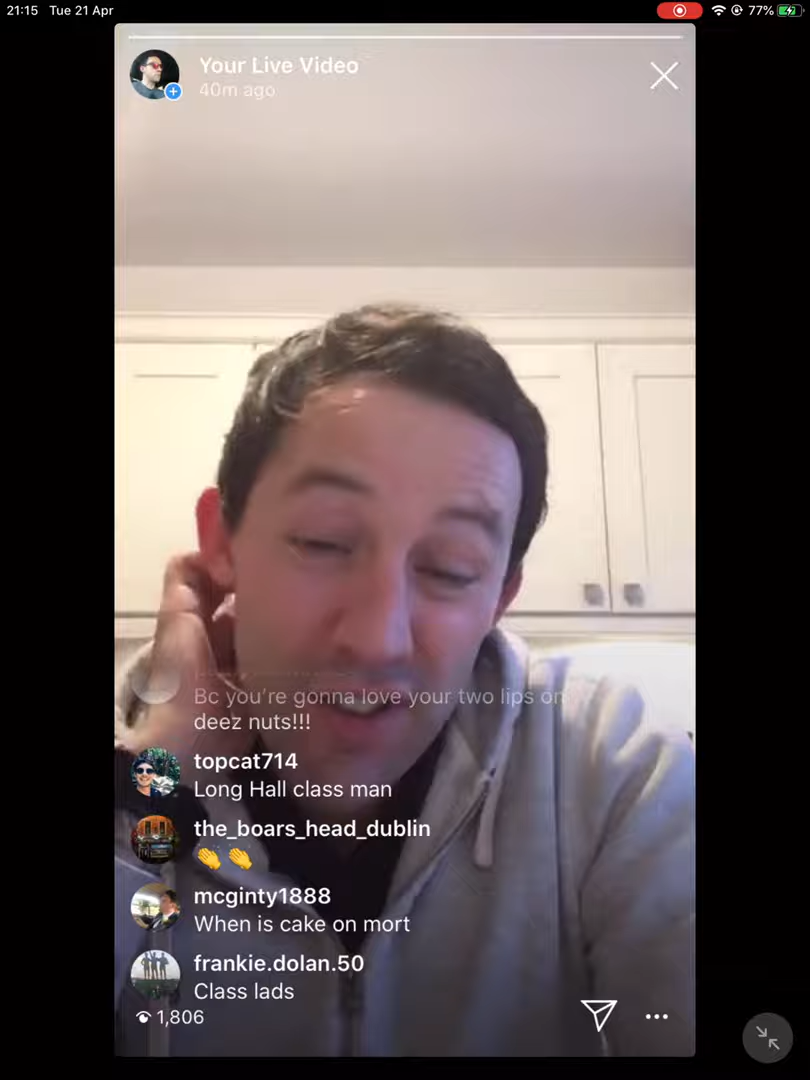 21:15 Tue 21 Apr
77%
Your Live Video
40m ago
Bc you're gonna love your two lips on
deez nuts!!!
topcat714
Long Hall class man
the_boars_head_dublin
👏 👏
mcginty1888
When is cake on mort
frankie.dolan.50
Class lads
1,806